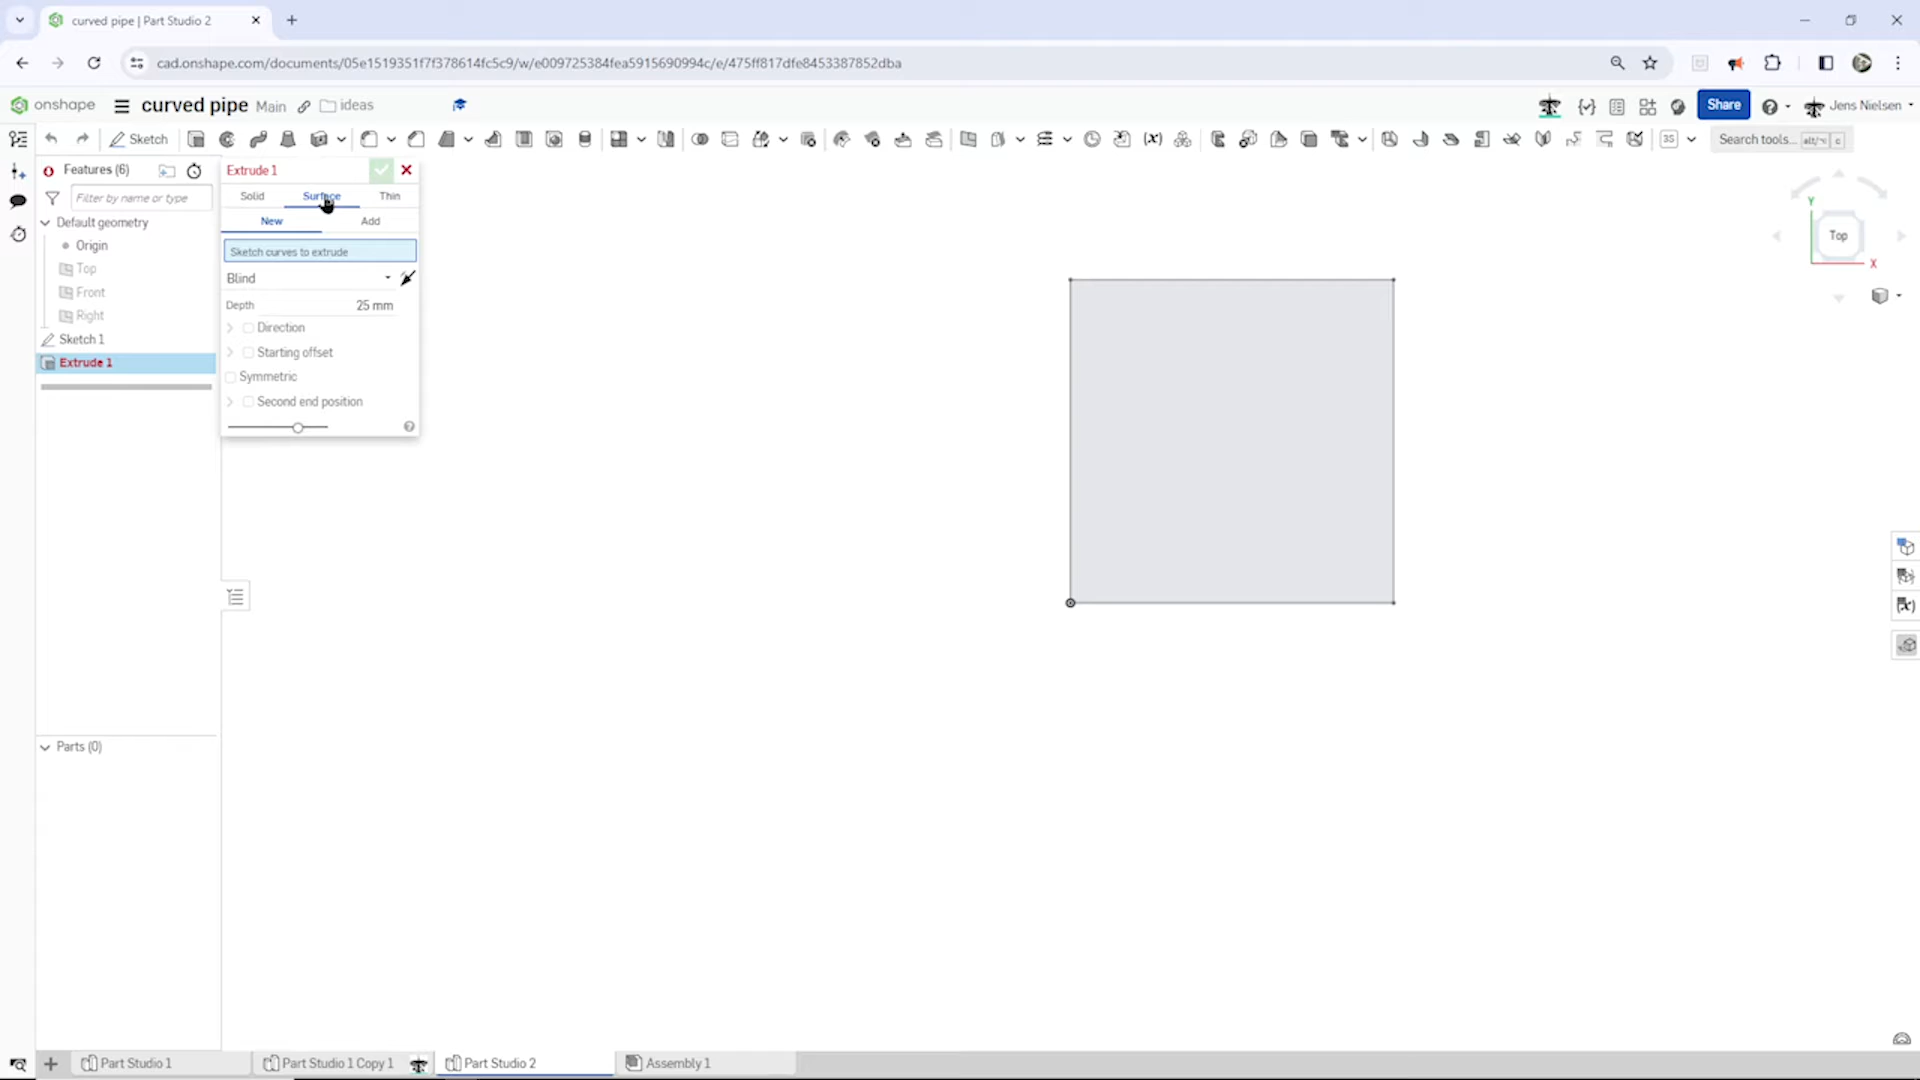 curved pipe | Part Studio 2
cad.onshape.com/documents/05e1519351f7f378614fc5c9/w/e009725384fea5915690994c/e/475ff817dfe8453387852dba
onshape curved pipe Main ideas Share Jens Nielsen
Sketch Search tools... alt/⌥ c
Features (6)
Filter by name or type
Default geometry
Origin
Top
Front
Right
Sketch 1
Extrude 1
Extrude 1
Solid Surface Thin
New Add
Sketch curves to extrude
Blind
Depth 25 mm
Direction
Starting offset
Symmetric
Second end position
Y
Top
X
Parts (0)
Part Studio 1 Part Studio 1 Copy 1 Part Studio 2 Assembly 1